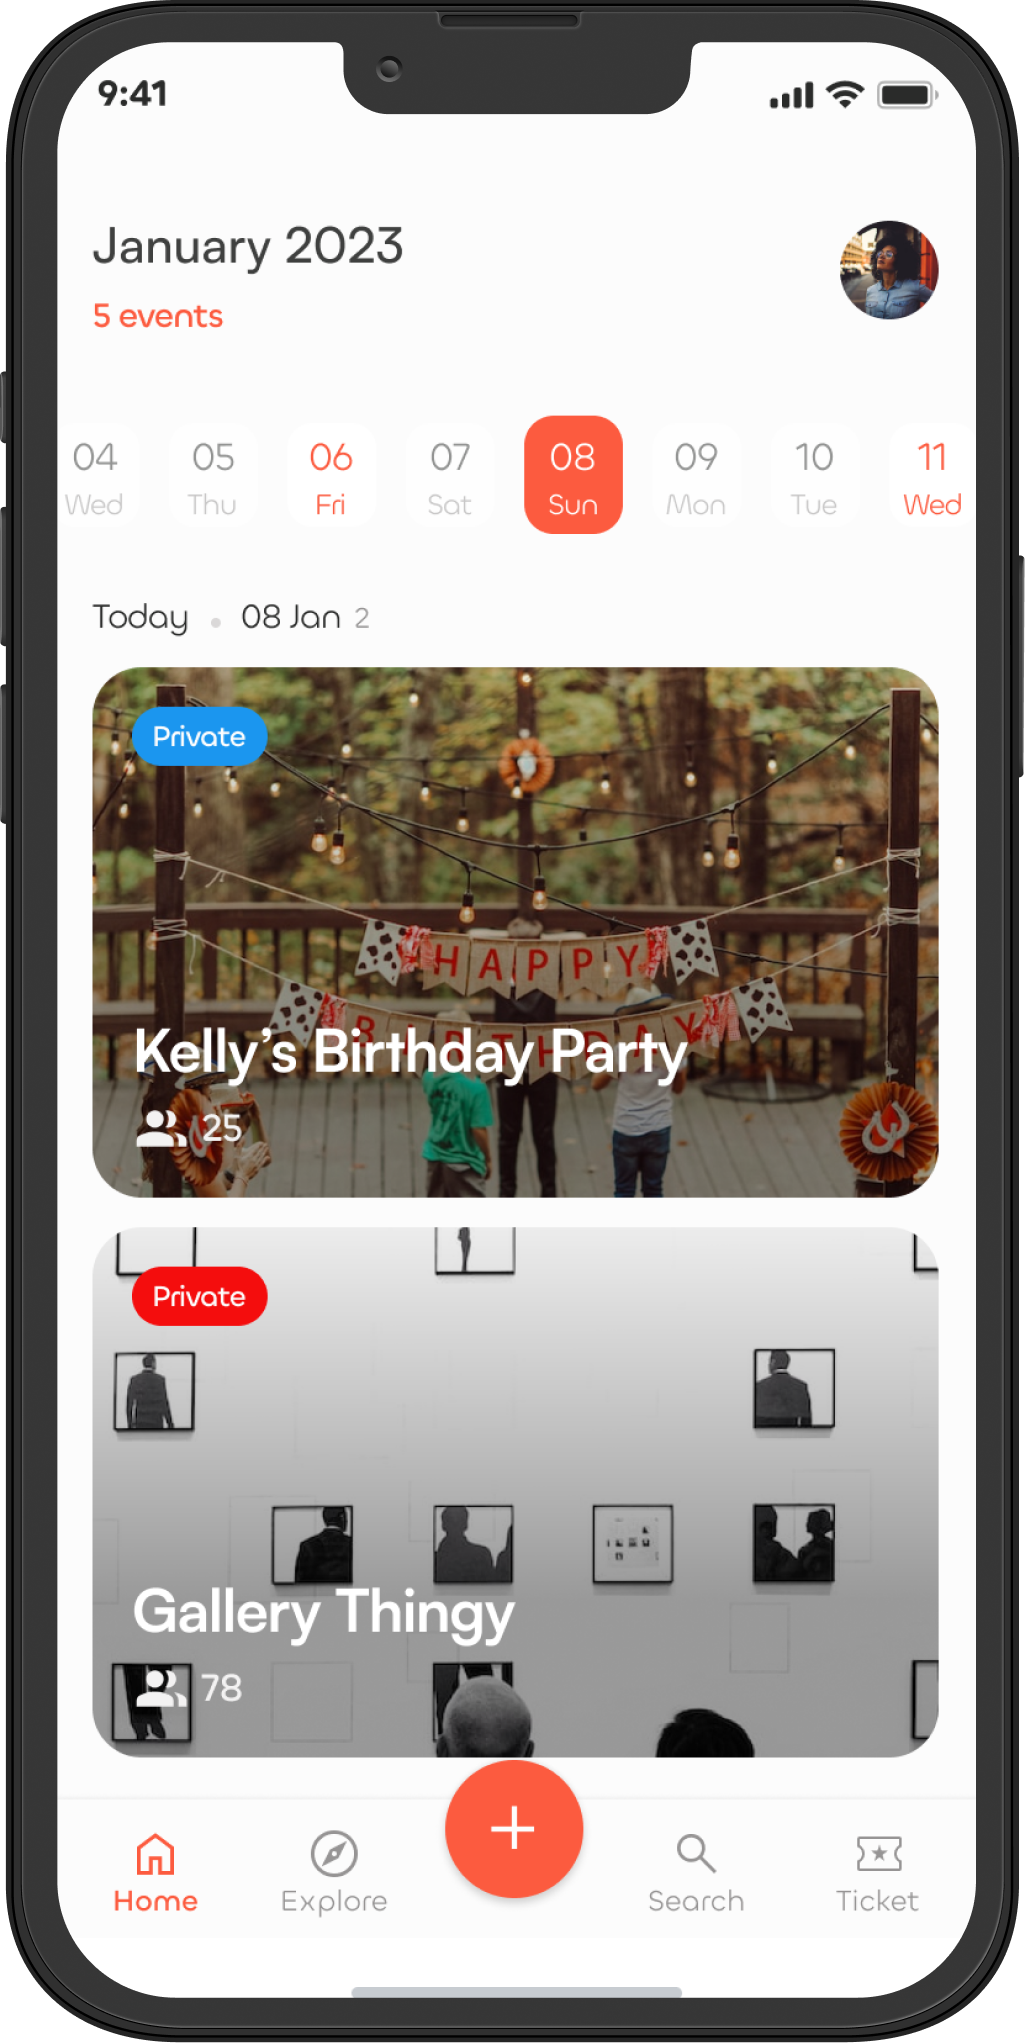 9:41
January 2023
5 events
04 05 06 07 08 09 10 11
Wed Thu Fri Sat Sun Mon Tue Wed
Today • 08 Jan 2
Private
HAPPY
BIRTHDAY
Kelly’s Birthday Party
25
Private
Gallery Thingy
78
+
Home Explore Search Ticket